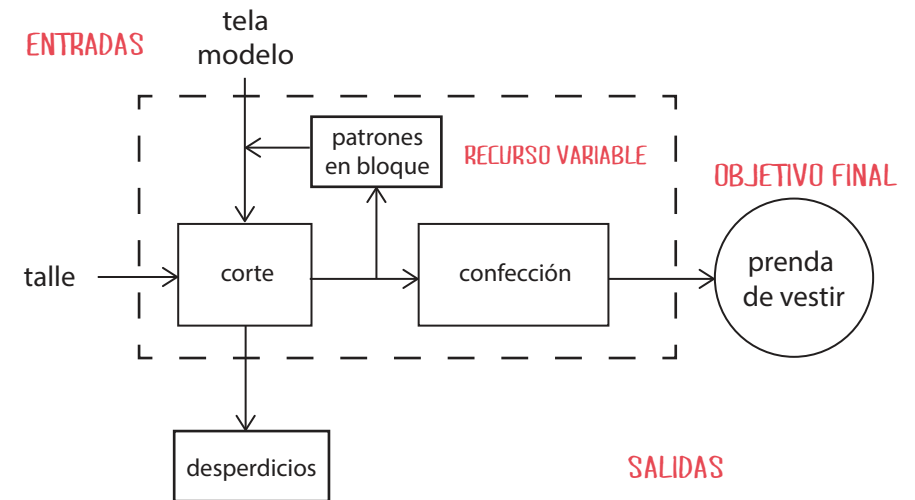 ENTRADAS
tela
modelo
patrones
en bloque
RECURSO VARIABLE
OBJETIVO FINAL
talle
corte
confección
prenda
de vestir
desperdicios
SALIDAS